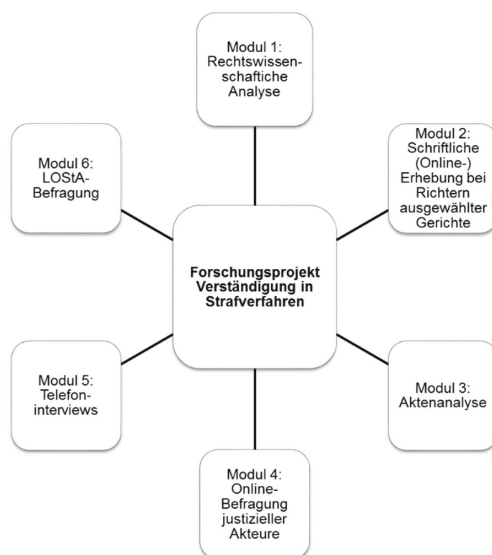 Modul 1:
Rechtswissen-
schaftiche
Analyse
Modul 2:
Schriftliche
(Online-)
Erhebung bei
Richtern
ausgewählter
Gerichte
Modul 6:
LOStA-
Befragung
Forschungsprojekt
Verständigung in
Strafverfahren
Modul 5:
Telefon-
interviews
Modul 3:
Aktenanalyse
Modul 4:
Online-
Befragung
justizieller
Akteure